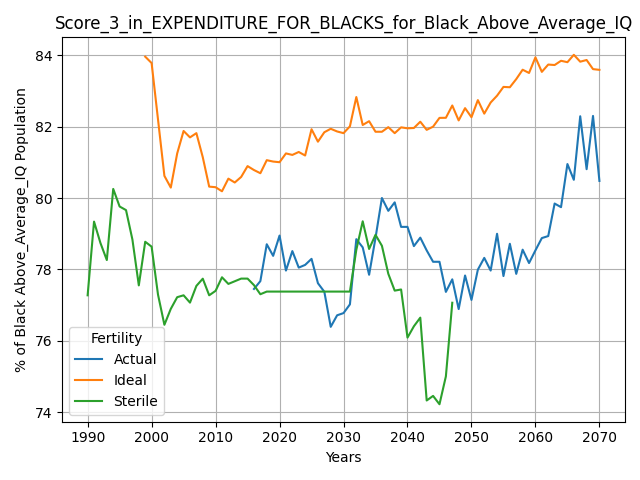 Score_3_in_EXPENDITURE_FOR_BLACKS_for_Black_Above_Average_IQ
% of Black Above_Average_IQ Population
84
82
80
78
76
74
Fertility
Actual
Ideal
Sterile
1990 2000 2010 2020 2030 2040 2050 2060 2070
Years